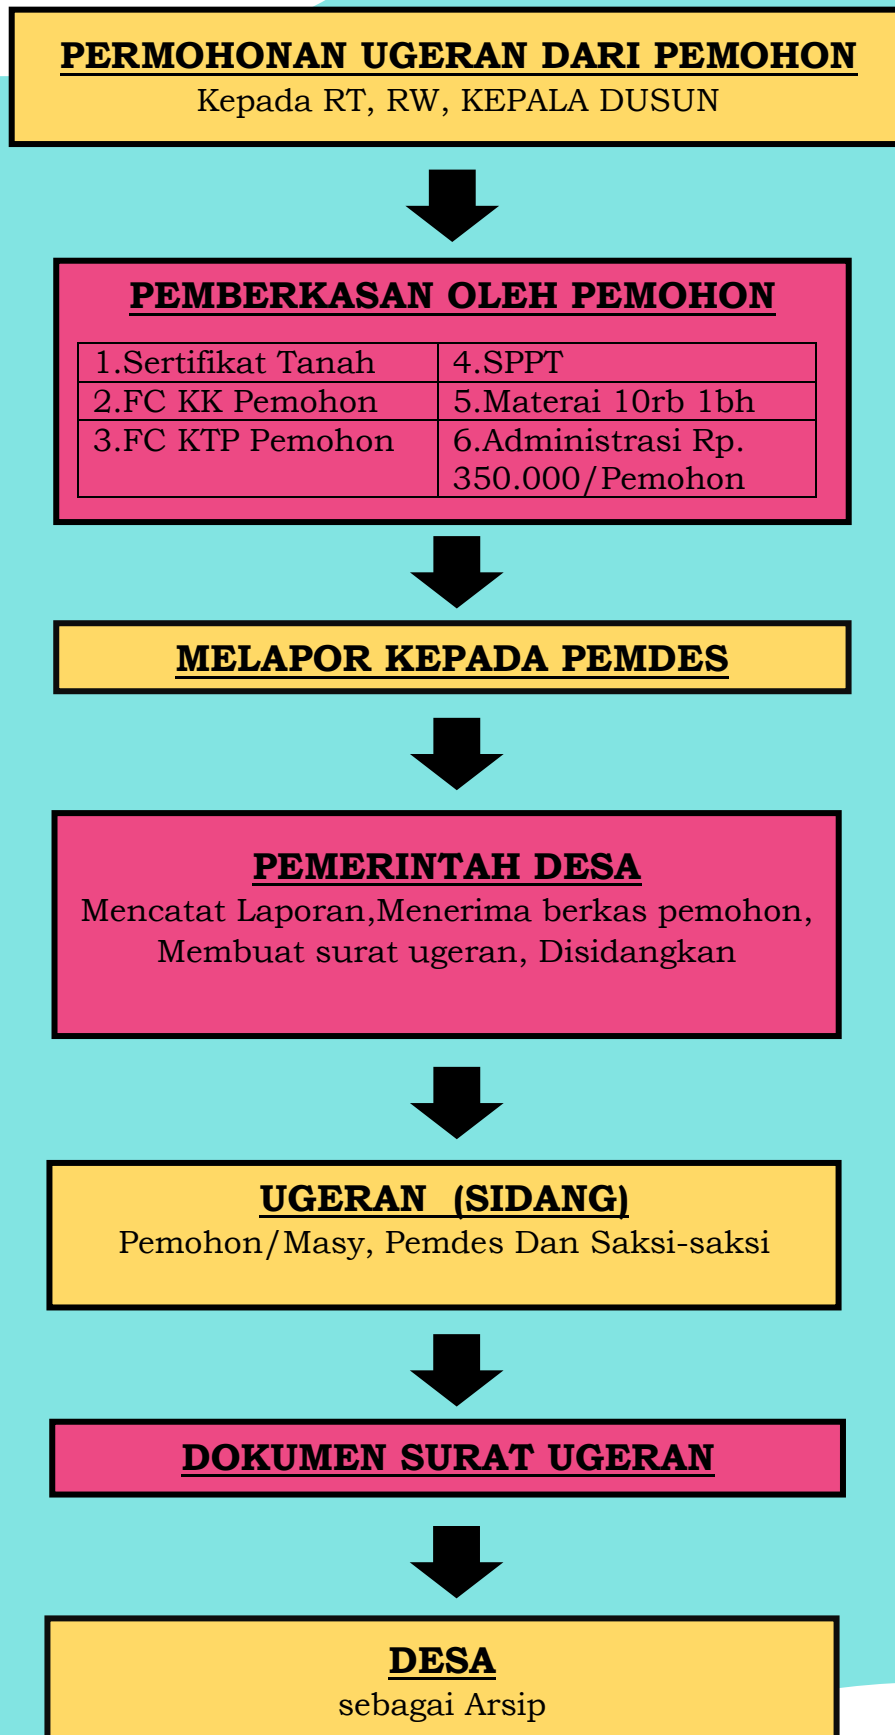 PERMOHONAN UGERAN DARI PEMOHON
Kepada RT, RW, KEPALA DUSUN
PEMBERKASAN OLEH PEMOHON
1.Sertifikat Tanah 4.SPPT
2.FC KK Pemohon 5.Materai 10rb 1bh
3.FC KTP Pemohon 6.Administrasi Rp.
350.000/Pemohon
MELAPOR KEPADA PEMDES
PEMERINTAH DESA
Mencatat Laporan,Menerima berkas pemohon,
Membuat surat ugeran, Disidangkan
UGERAN (SIDANG)
Pemohon/Masy, Pemdes Dan Saksi-saksi
DOKUMEN SURAT UGERAN
DESA
sebagai Arsip